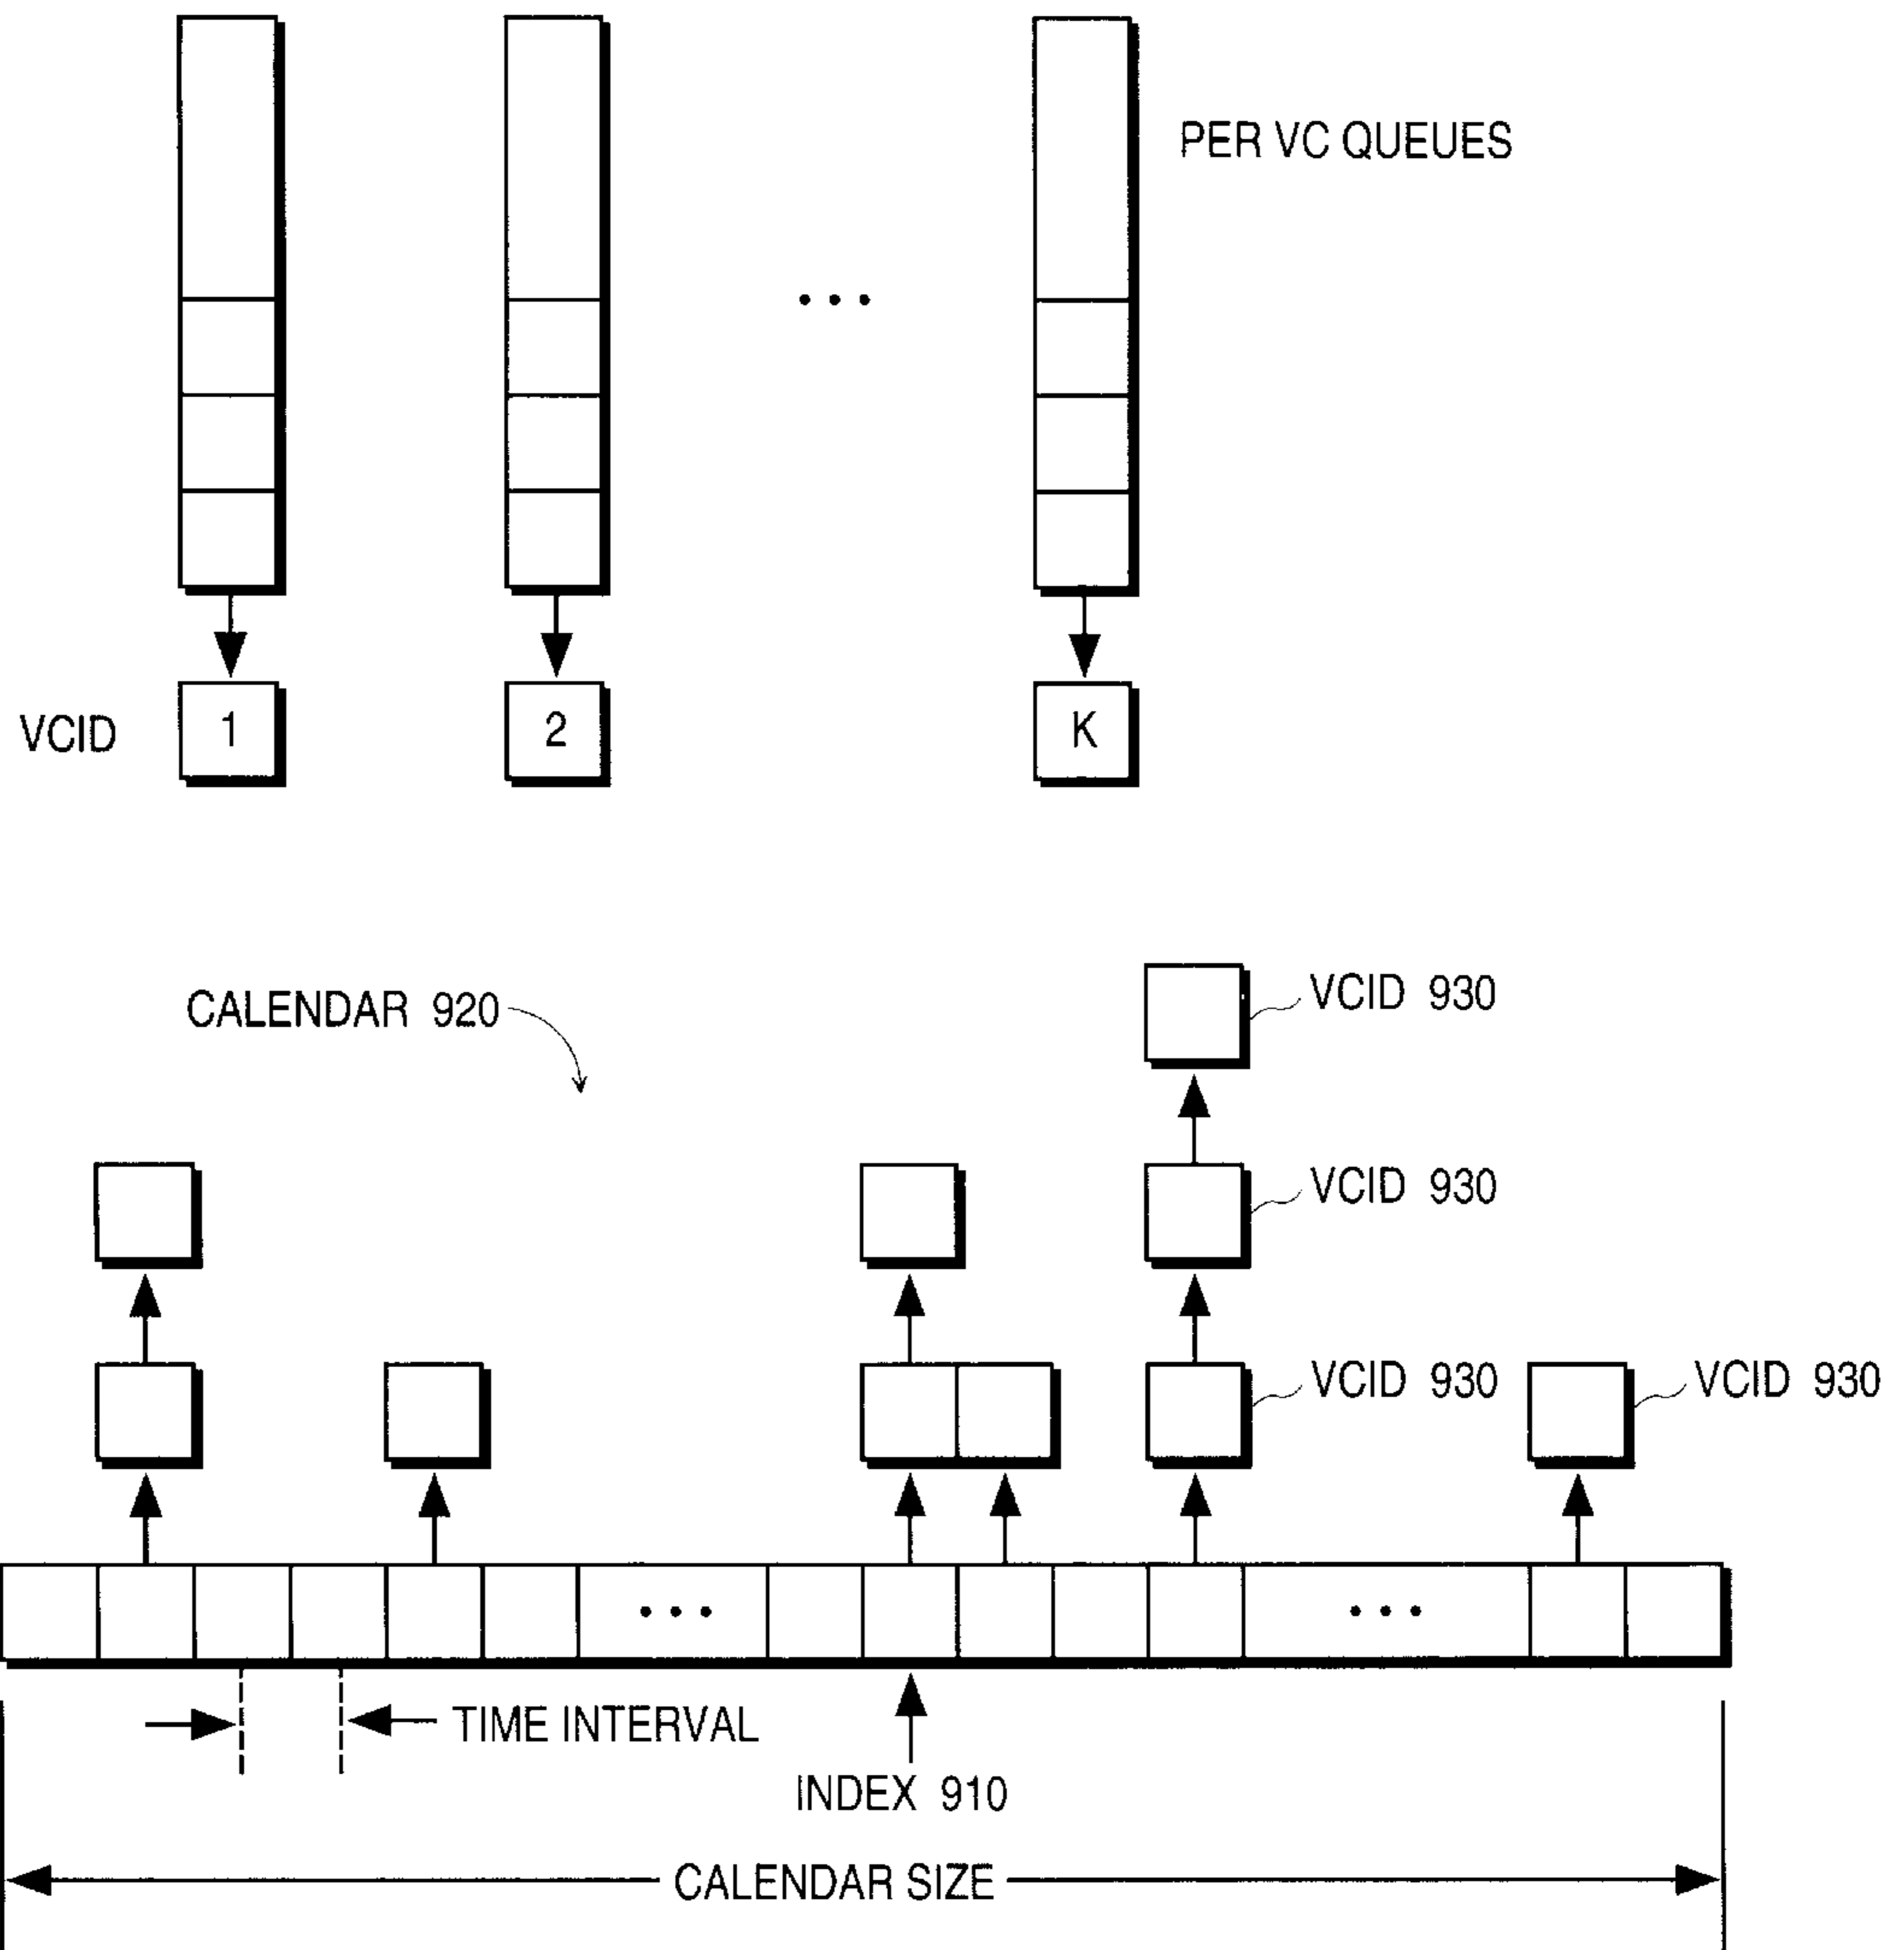 PER VC QUEUES
• • •
VCID 1 2 K
CALENDAR 920
VCID 930
VCID 930
VCID 930
VCID 930
• • •
• • •
TIME INTERVAL
INDEX 910
CALENDAR SIZE